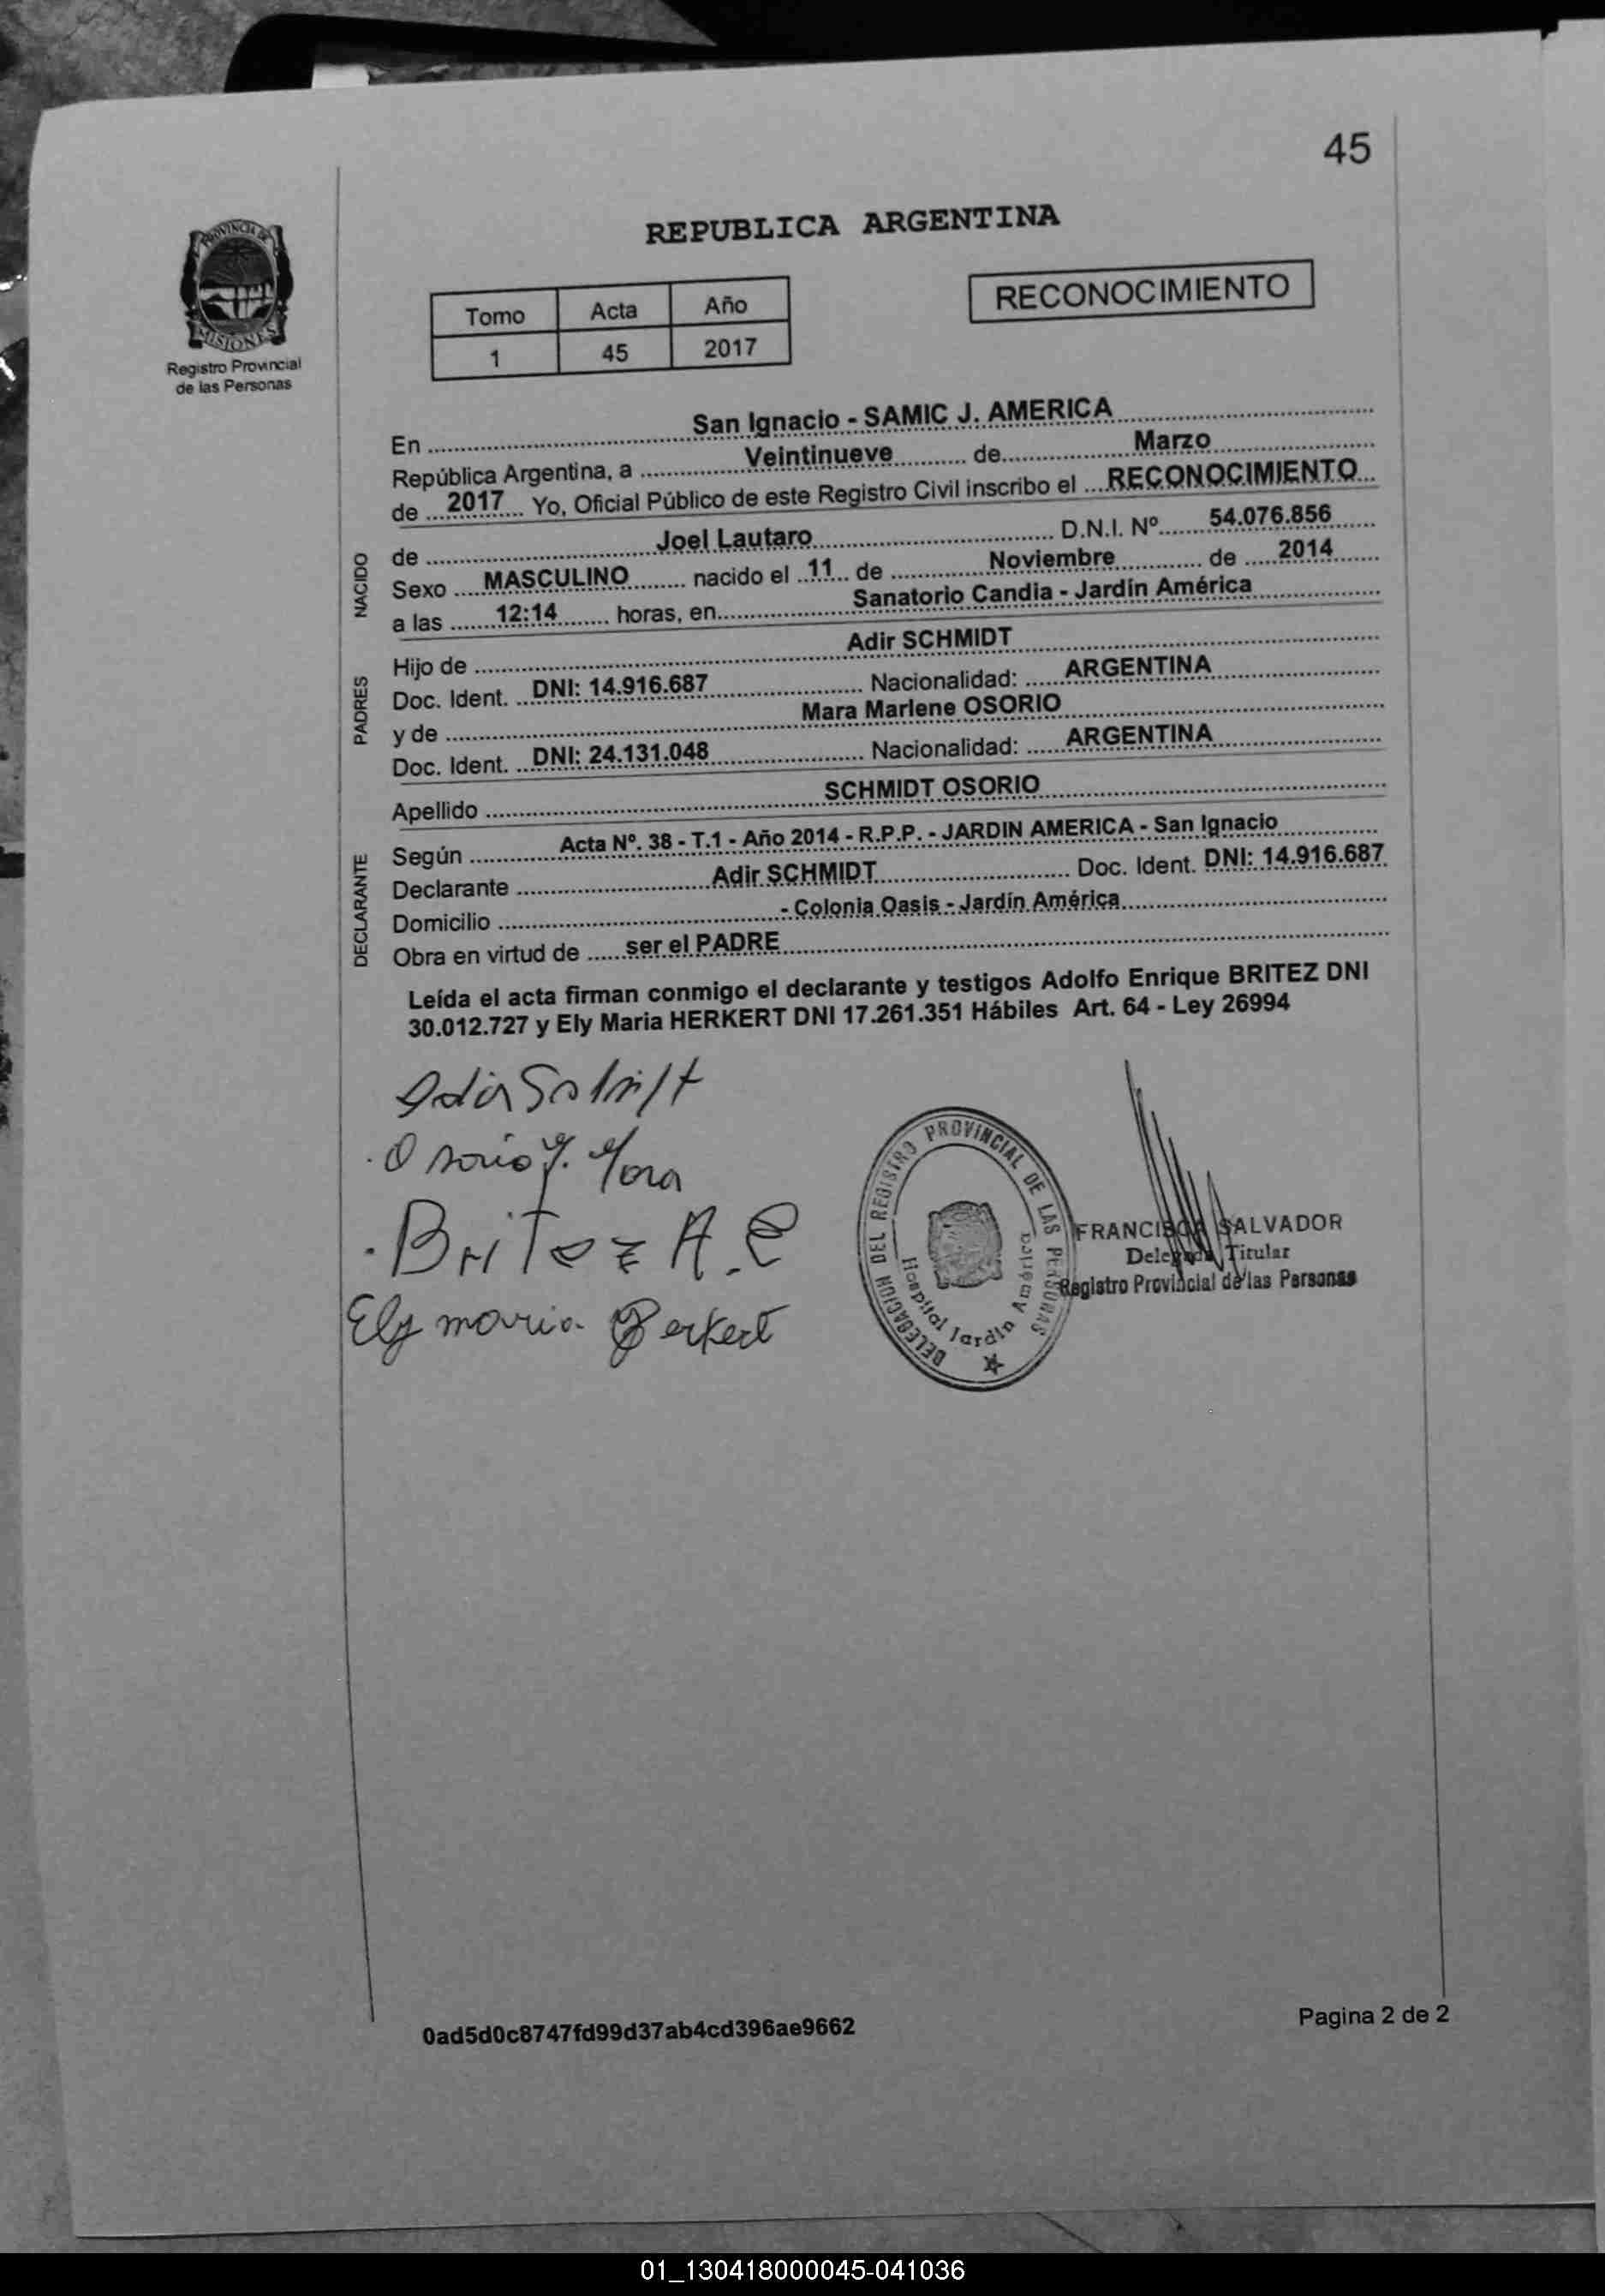 45
PROVINCIA DE
MISIONES
Registro Provincial
de las Personas
REPUBLICA ARGENTINA
Tomo Acta Año
1 45 2017
RECONOCIMIENTO
En San Ignacio - SAMIC J. AMERICA
República Argentina, a Veintinueve de Marzo
de 2017 Yo, Oficial Público de este Registro Civil inscribo el RECONOCIMIENTO
NACIDO
de Joel Lautaro D.N.I. Nº 54.076.856
Sexo MASCULINO nacido el 11 de Noviembre de 2014
a las 12:14 horas, en Sanatorio Candia - Jardín América
PADRES
Hijo de Adir SCHMIDT
Doc. Ident. DNI: 14.916.687 Nacionalidad: ARGENTINA
y de Mara Marlene OSORIO
Doc. Ident. DNI: 24.131.048 Nacionalidad: ARGENTINA
Apellido SCHMIDT OSORIO
DECLARANTE
Según Acta Nº. 38 - T.1 - Año 2014 - R.P.P. - JARDIN AMERICA - San Ignacio
Declarante Adir SCHMIDT Doc. Ident. DNI: 14.916.687
Domicilio - Colonia Oasis - Jardín América
Obra en virtud de ser el PADRE
Leída el acta firman conmigo el declarante y testigos Adolfo Enrique BRITEZ DNI
30.012.727 y Ely Maria HERKERT DNI 17.261.351 Hábiles Art. 64 - Ley 26994
Osorio
Britez A.E
Ely maria Herkert
DELEGACION DEL REGISTRO PROVINCIAL DE LAS PERSONAS
Hospital Jardín América
FRANCISCA SALVADOR
Delegada Titular
Registro Provincial de las Personas
0ad5d0c8747fd99d37ab4cd396ae9662
Pagina 2 de 2
01_130418000045-041036